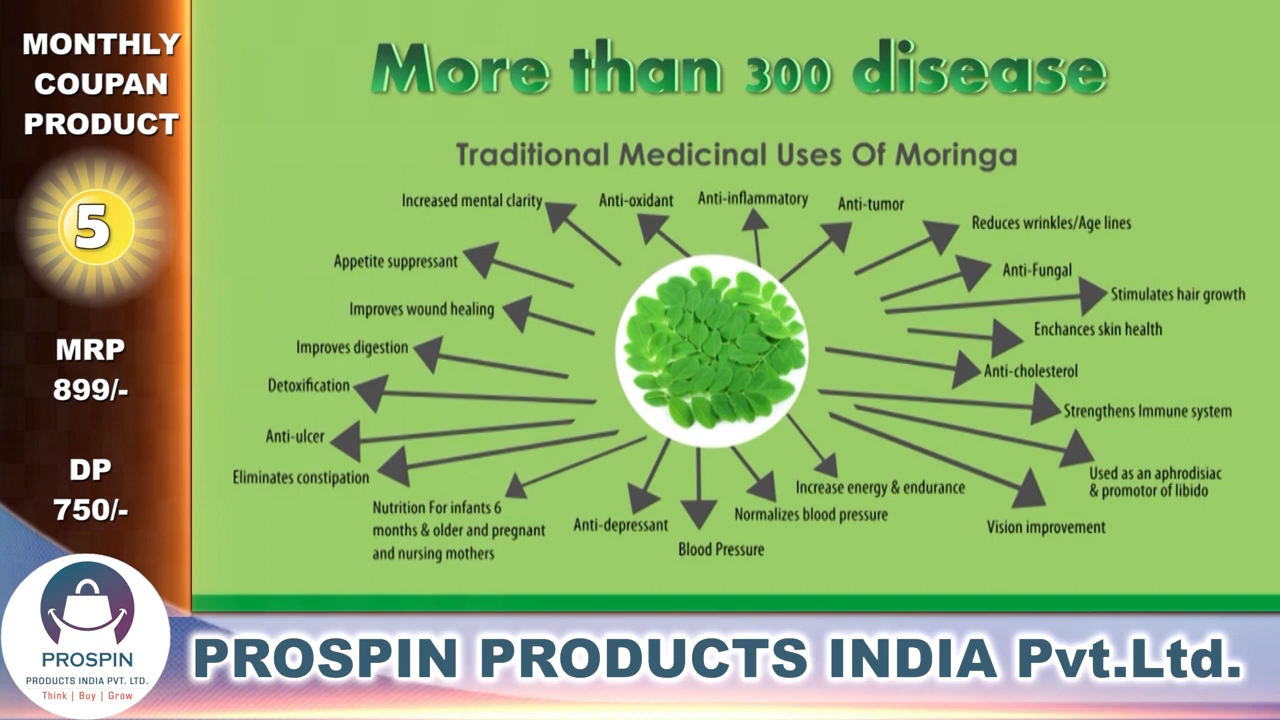 MONTHLY
COUPAN
PRODUCT
5
MRP
899/-
DP
750/-
More than 300 disease
Traditional Medicinal Uses Of Moringa
Increased mental clarity
Anti-oxidant
Anti-inflammatory
Anti-tumor
Reduces wrinkles/Age lines
Appetite suppressant
Anti-Fungal
Stimulates hair growth
Improves wound healing
Enchances skin health
Improves digestion
Anti-cholesterol
Detoxification
Strengthens Immune system
Anti-ulcer
Eliminates constipation
Used as an aphrodisiac
& promotor of libido
Increase energy & endurance
Nutrition For infants 6
months & older and pregnant
and nursing mothers
Anti-depressant
Normalizes blood pressure
Vision improvement
Blood Pressure
PROSPIN
PRODUCTS INDIA PVT. LTD.
Think | Buy | Grow
PROSPIN PRODUCTS INDIA Pvt.Ltd.